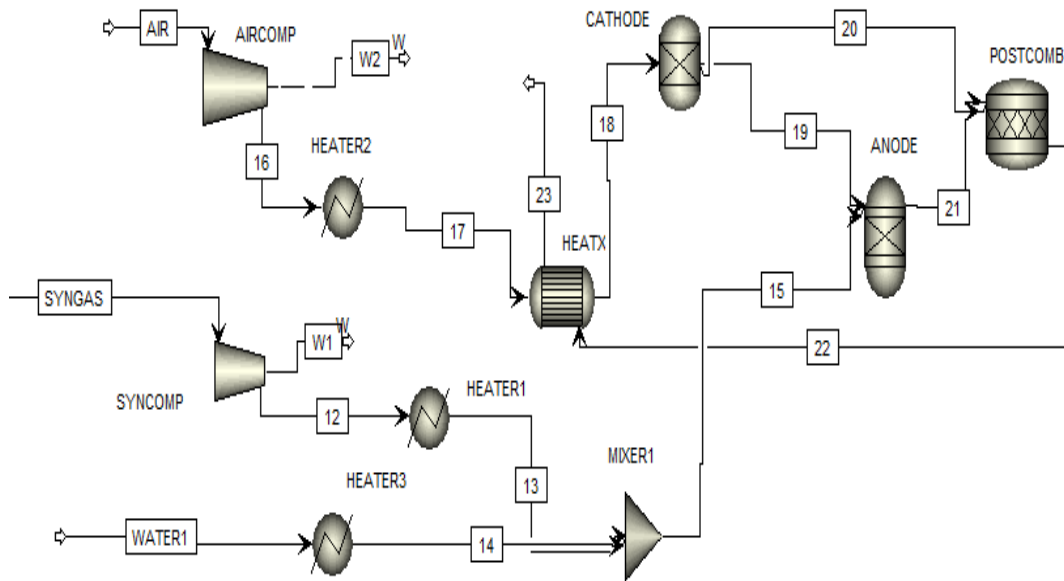 CATHODE
20
AIR
AIRCOMP
W2
W
POSTCOMB
16
HEATER2
18
19
ANODE
23
17
21
HEATX
SYNGAS
15
W1
W
22
SYNCOMP
12
HEATER1
13
MIXER1
HEATER3
WATER1
14